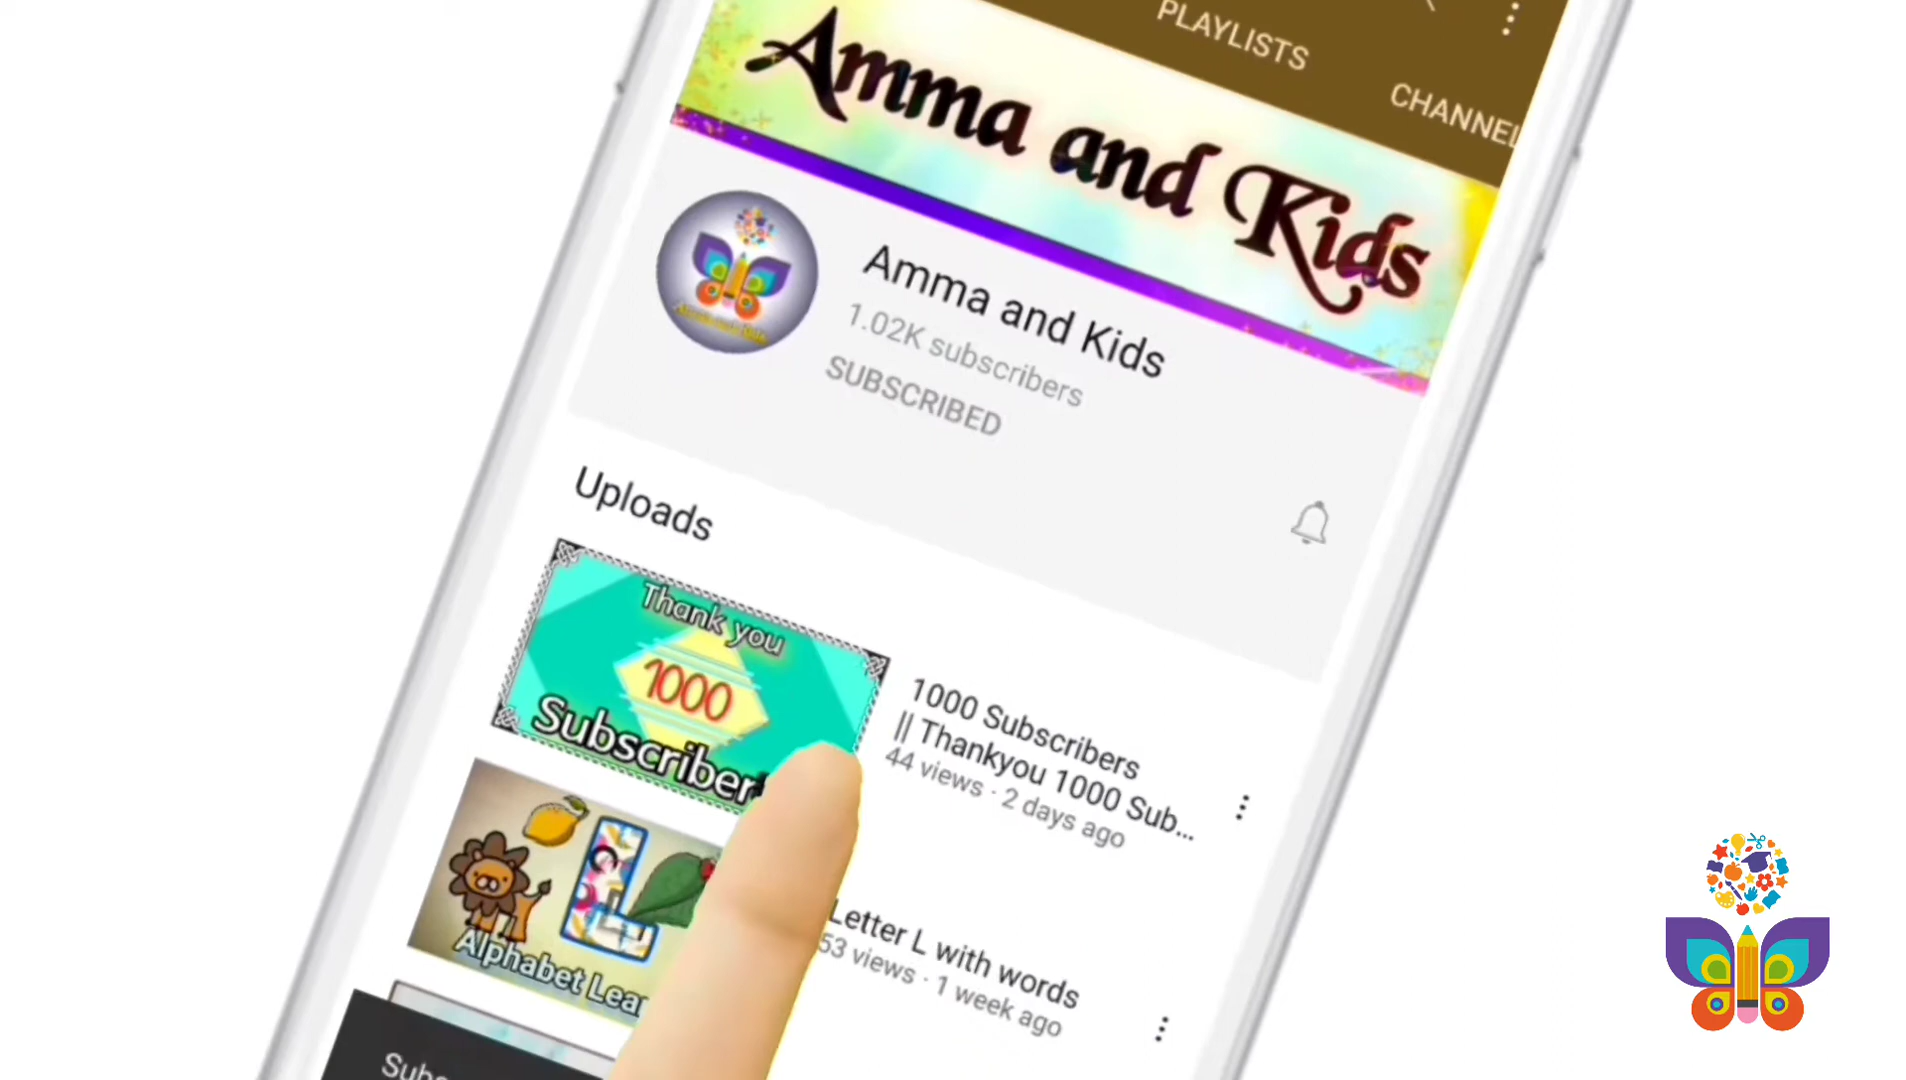 PLAYLISTS
CHANNEL
Amma and Kids
Amma and Kids
1.02K subscribers
SUBSCRIBED
Uploads
Thank you
1000
Subscriber
1000 Subscribers
|| Thankyou 1000 Sub...
44 views · 2 days ago
Alphabet Lear
L
Letter L with words
53 views · 1 week ago
Subs